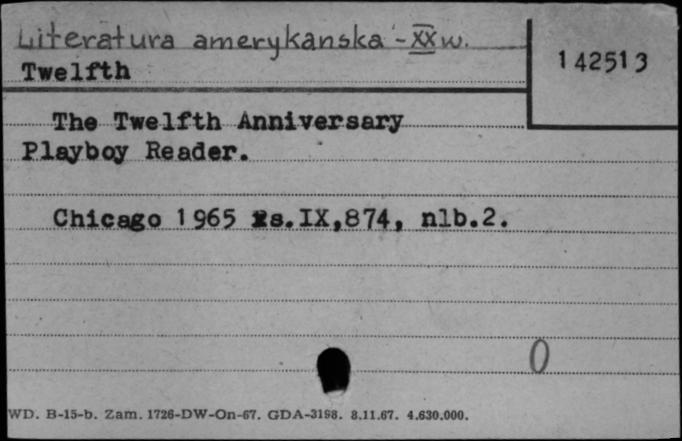 Literatura amerykańska - XX w.
142513
Twelfth
The Twelfth Anniversary
Playboy Reader.
Chicago 1965 s.IX,874, nlb.2.
0
WD. B-15-b. Zam. 1726-DW-On-67. GDA-3198. 8.11.67. 4.630.000.